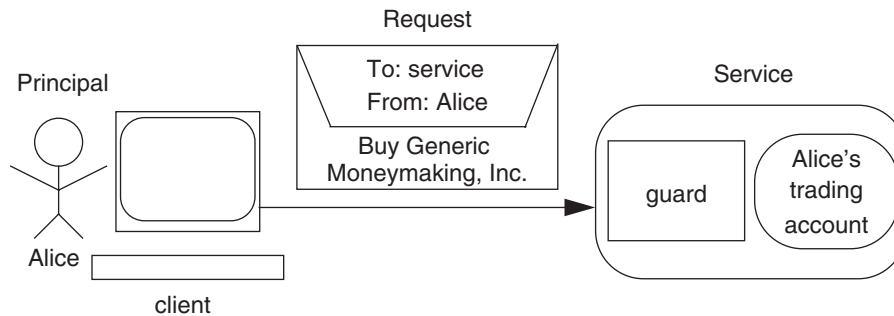 Request
To: service
From: Alice
Buy Generic
Moneymaking, Inc.
Principal
Alice
client
Service
guard
Alice’s
trading
account